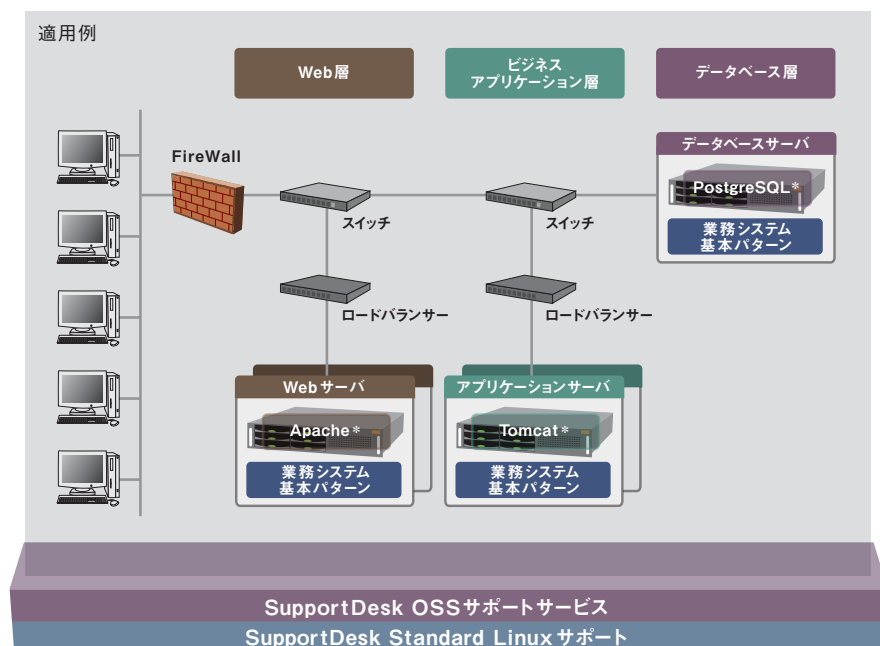 適用例
Web層
ビジネス
アプリケーション層
データベース層
FireWall
データベースサーバ
PostgreSQL*
業務システム
基本パターン
スイッチ
スイッチ
ロードバランサー
ロードバランサー
Webサーバ
Apache*
業務システム
基本パターン
アプリケーションサーバ
Tomcat*
業務システム
基本パターン
SupportDesk OSSサポートサービス
SupportDesk Standard Linuxサポート